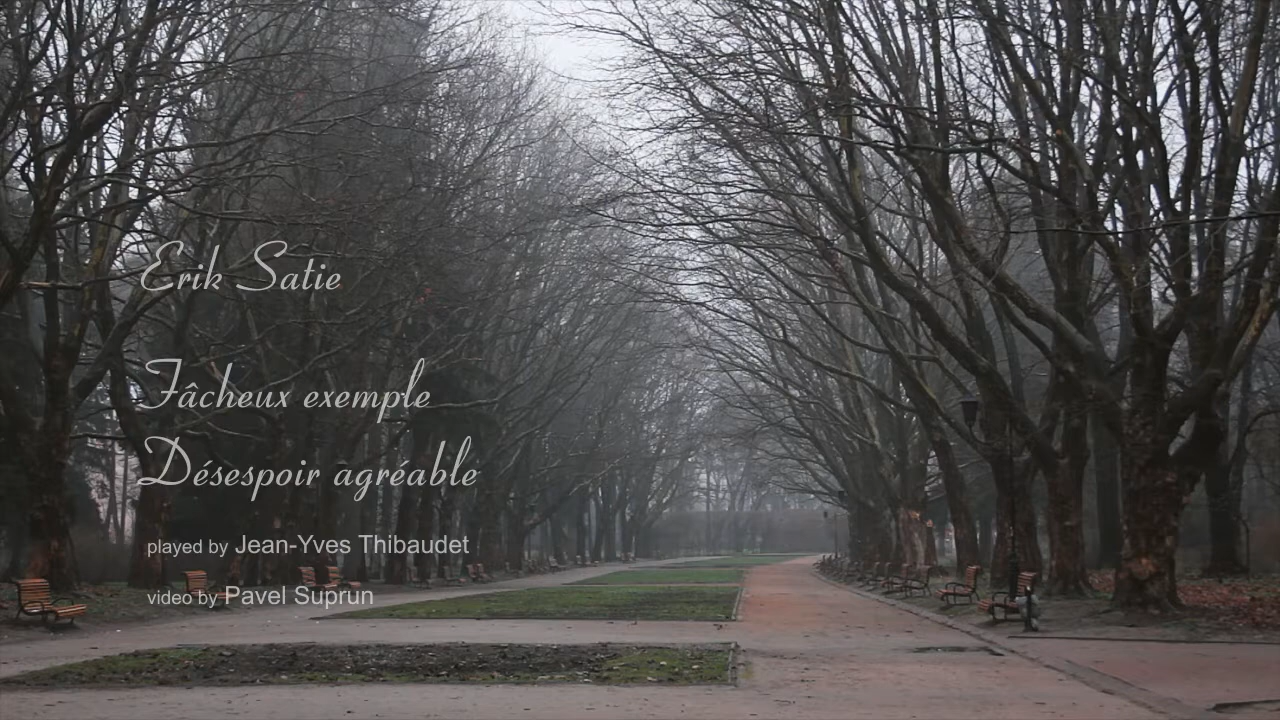 Erik Satie
Fâcheux exemple
Désespoir agréable
played by Jean-Yves Thibaudet
video by Pavel Suprun